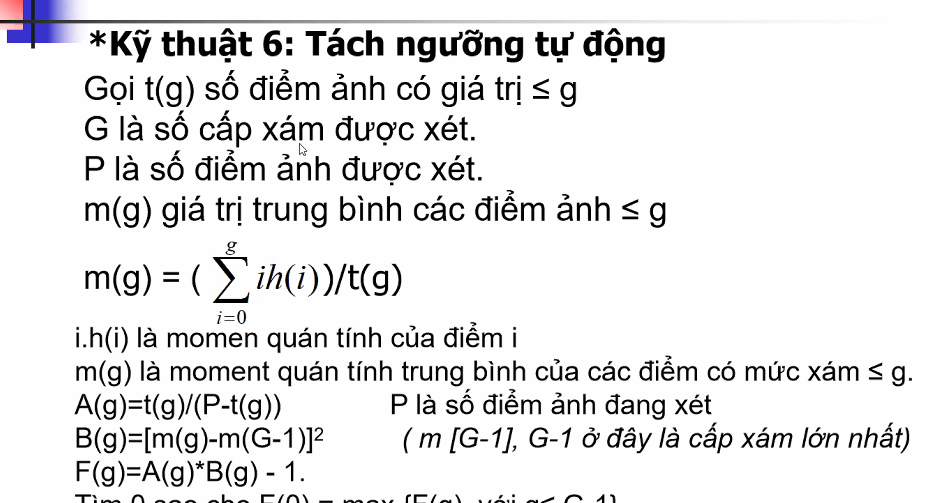 *Kỹ thuật 6: Tách ngưỡng tự động
Gọi t(g) số điểm ảnh có giá trị ≤ g
G là số cấp xám được xét.
P là số điểm ảnh được xét.
m(g) giá trị trung bình các điểm ảnh ≤ g
m(g) = ( \sum_{i=0}^{g} ih(i))/t(g)
i.h(i) là momen quán tính của điểm i
m(g) là moment quán tính trung bình của các điểm có mức xám ≤ g.
A(g)=t(g)/(P-t(g)) P là số điểm ảnh đang xét
B(g)=[m(g)-m(G-1)]² ( m [G-1], G-1 ở đây là cấp xám lớn nhất)
F(g)=A(g)*B(g) - 1.